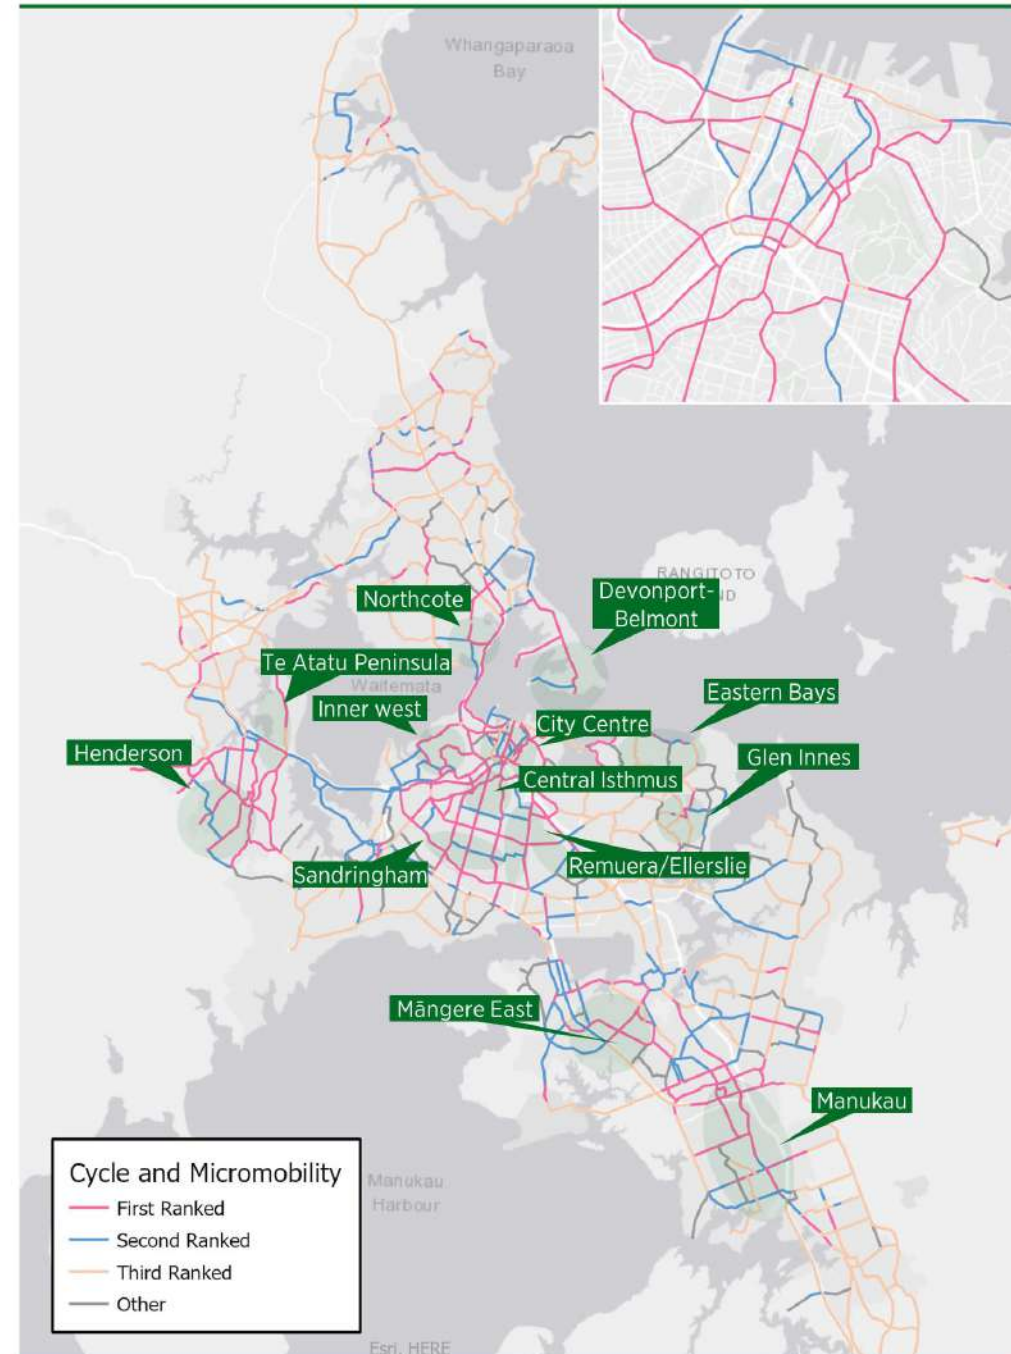 Whangaparaoa
Bay
RANGITOTO
ND
Northcote
Devonport-
Belmont
Te Atatu Peninsula
Waitemata
Inner west
Eastern Bays
City Centre
Henderson
Glen Innes
Central Isthmus
Sandringham
Remuera/Ellerslie
Māngere East
Manukau
Cycle and Micromobility
First Ranked
Second Ranked
Third Ranked
Other
Manukau
Harbour
Esri, HERE